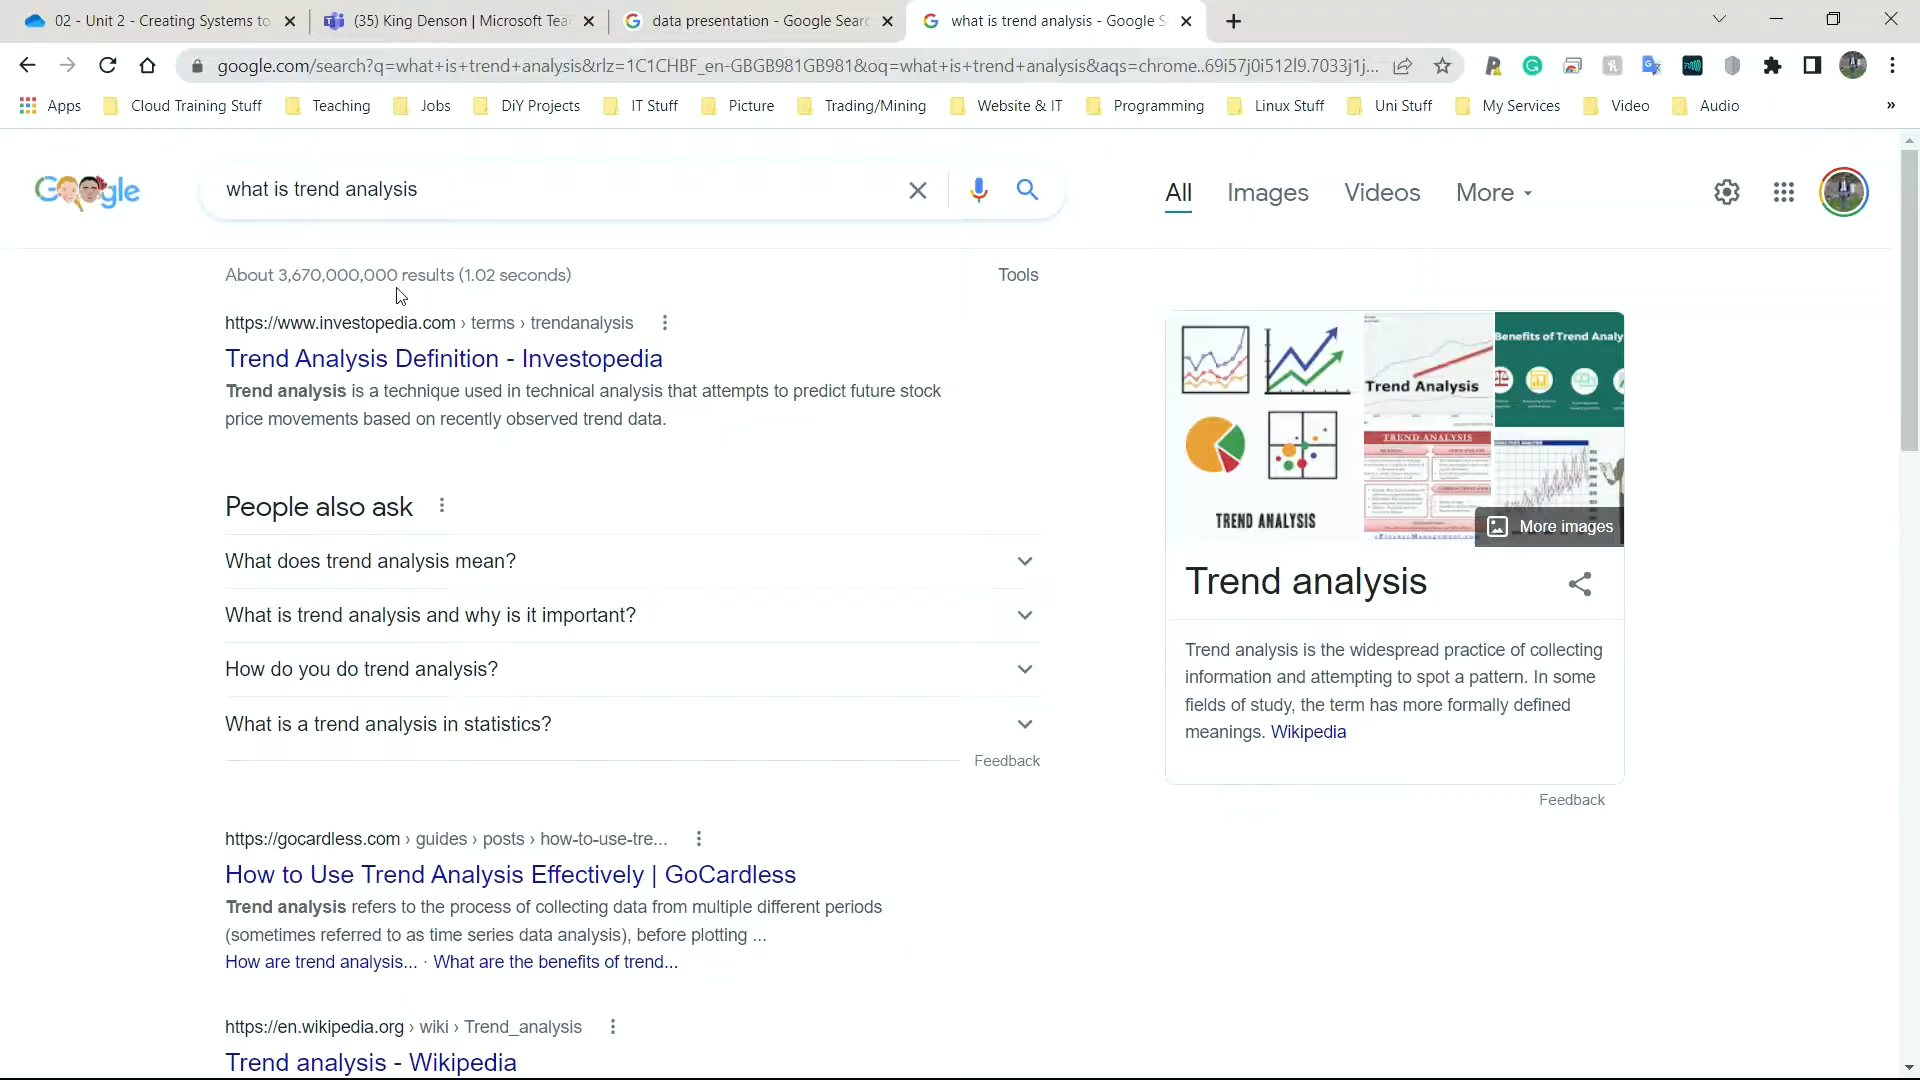 02 - Unit 2 - Creating Systems to
(35) King Denson | Microsoft Tea
data presentation - Google Searc
what is trend analysis - Google S
google.com/search?q=what+is+trend+analysis&rlz=1C1CHBF_en-GBGB981GB981&oq=what+is+trend+analysis&aqs=chrome..69i57j0i512l9.7033j1j...
Apps
Cloud Training Stuff
Teaching
Jobs
DiY Projects
IT Stuff
Picture
Trading/Mining
Website & IT
Programming
Linux Stuff
Uni Stuff
My Services
Video
Audio
»
Google
what is trend analysis
All
Images
Videos
More
About 3,670,000,000 results (1.02 seconds)
Tools
https://www.investopedia.com › terms › trendanalysis
Trend Analysis Definition - Investopedia
Trend analysis is a technique used in technical analysis that attempts to predict future stock
price movements based on recently observed trend data.
People also ask
What does trend analysis mean?
What is trend analysis and why is it important?
How do you do trend analysis?
What is a trend analysis in statistics?
Feedback
https://gocardless.com › guides › posts › how-to-use-tre...
How to Use Trend Analysis Effectively | GoCardless
Trend analysis refers to the process of collecting data from multiple different periods
(sometimes referred to as time series data analysis), before plotting ...
How are trend analysis... · What are the benefits of trend...
https://en.wikipedia.org › wiki › Trend_analysis
Trend analysis - Wikipedia
TREND ANALYSIS
Trend Analysis
Benefits of Trend Analy
TREND ANALYSIS
More images
Trend analysis
Trend analysis is the widespread practice of collecting
information and attempting to spot a pattern. In some
fields of study, the term has more formally defined
meanings. Wikipedia
Feedback